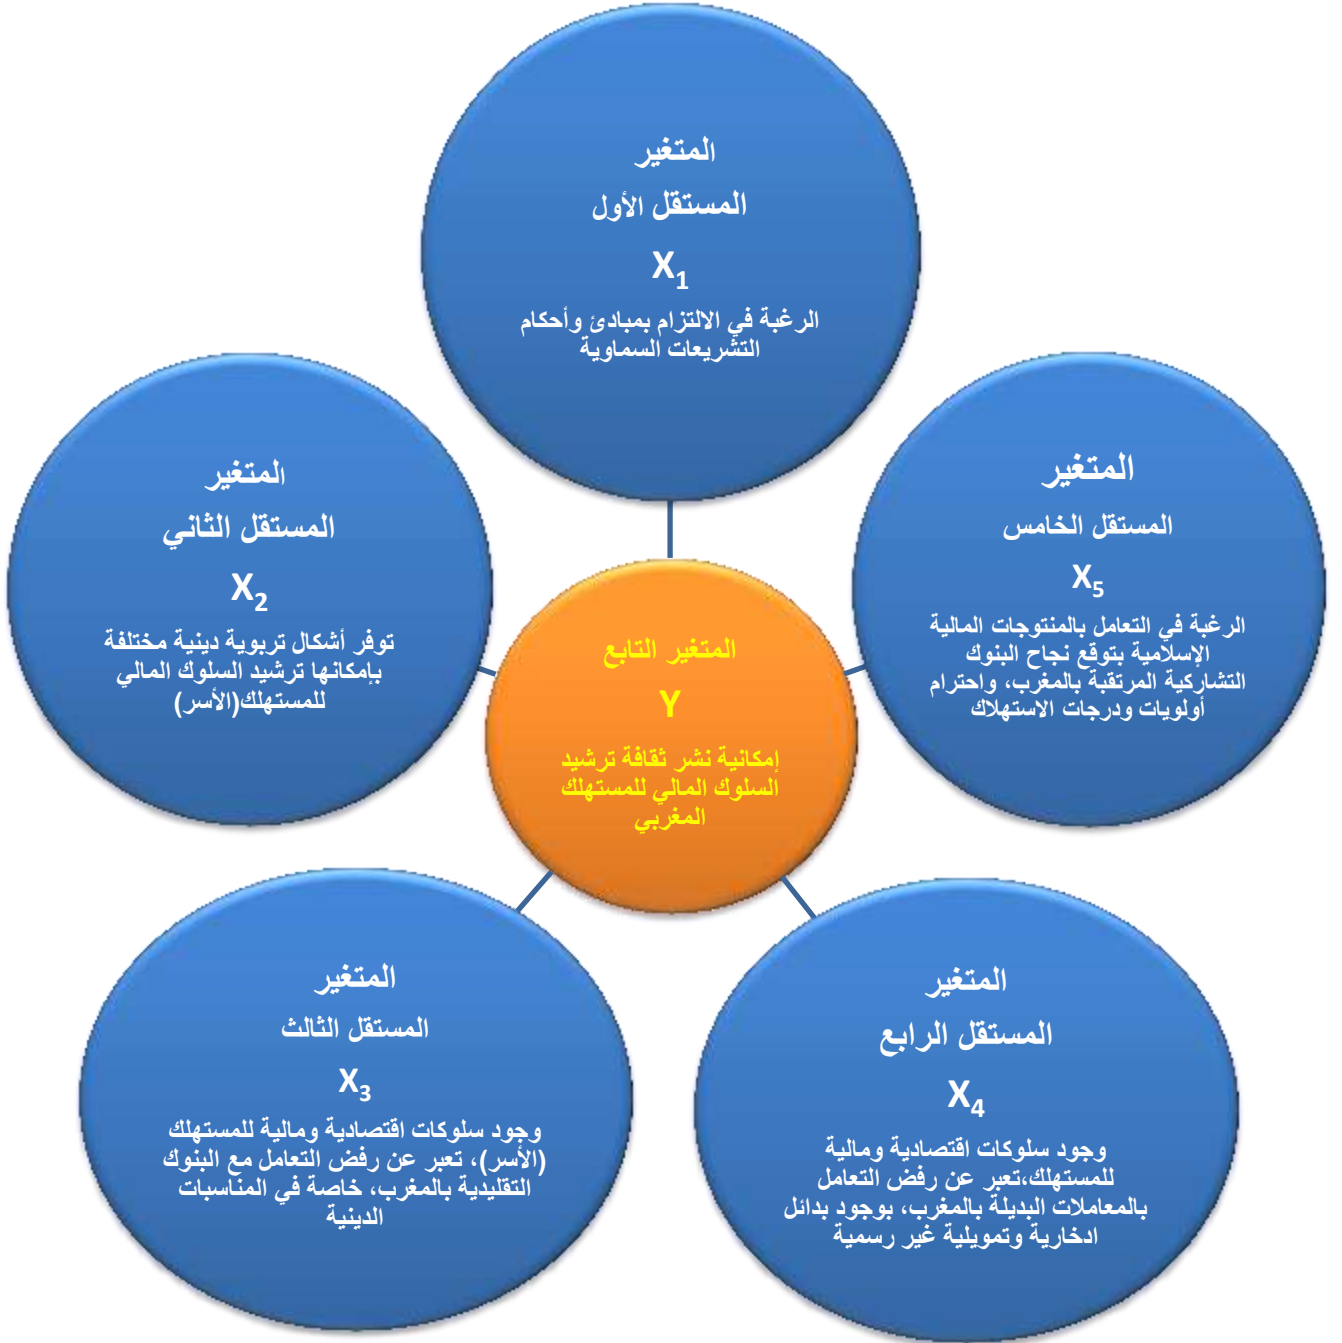 المتغير
المستقل الأول
X1
الرغبة في الالتزام بمبادئ وأحكام
التشريعات السماوية
المتغير
المستقل الثاني
X2
توفر أشكال تربوية دينية مختلفة
بإمكانها ترشيد السلوك المالي
للمستهلك(الأسر)
المتغير
المستقل الخامس
X5
الرغبة في التعامل بالمنتوجات المالية
الإسلامية بتوقع نجاح البنوك
التشاركية المرتقبة بالمغرب، واحترام
أولويات ودرجات الاستهلاك
المتغير التابع
Y
إمكانية نشر ثقافة ترشيد
السلوك المالي للمستهلك
المغربي
المتغير
المستقل الثالث
X3
وجود سلوكات اقتصادية ومالية للمستهلك
(الأسر)، تعبر عن رفض التعامل مع البنوك
التقليدية بالمغرب، خاصة في المناسبات
الدينية
المتغير
المستقل الرابع
X4
وجود سلوكات اقتصادية ومالية
للمستهلك،تعبر عن رفض التعامل
بالمعاملات البديلة بالمغرب، بوجود بدائل
ادخارية وتمويلية غير رسمية